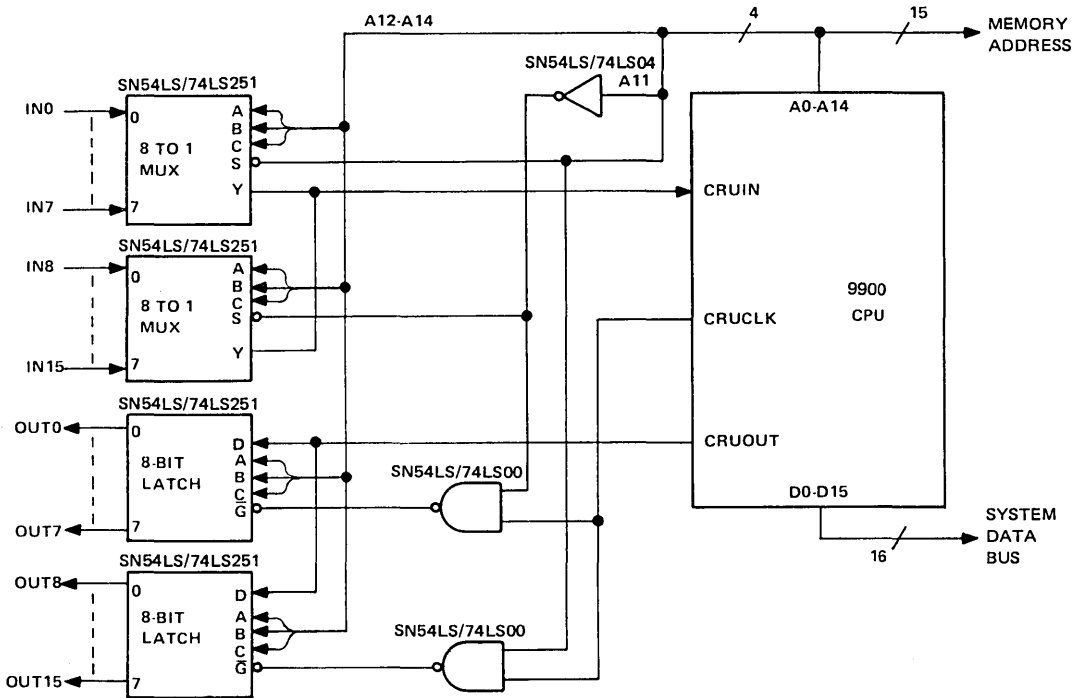 A12-A14
4
15
MEMORY
ADDRESS
SN54LS/74LS04
A11
SN54LS/74LS251
IN0
0
8 TO 1
MUX
A
B
C
S
Y
IN7
7
A0-A14
CRUIN
SN54LS/74LS251
IN8
0
8 TO 1
MUX
A
B
C
S
Y
IN15
7
9900
CPU
CRUCLK
SN54LS/74LS251
OUT0
0
8-BIT
LATCH
D
A
B
C
G̅
OUT7
7
SN54LS/74LS00
CRUOUT
D0-D15
16
SYSTEM
DATA
BUS
SN54LS/74LS251
OUT8
0
8-BIT
LATCH
D
A
B
C
G̅
OUT15
7
SN54LS/74LS00